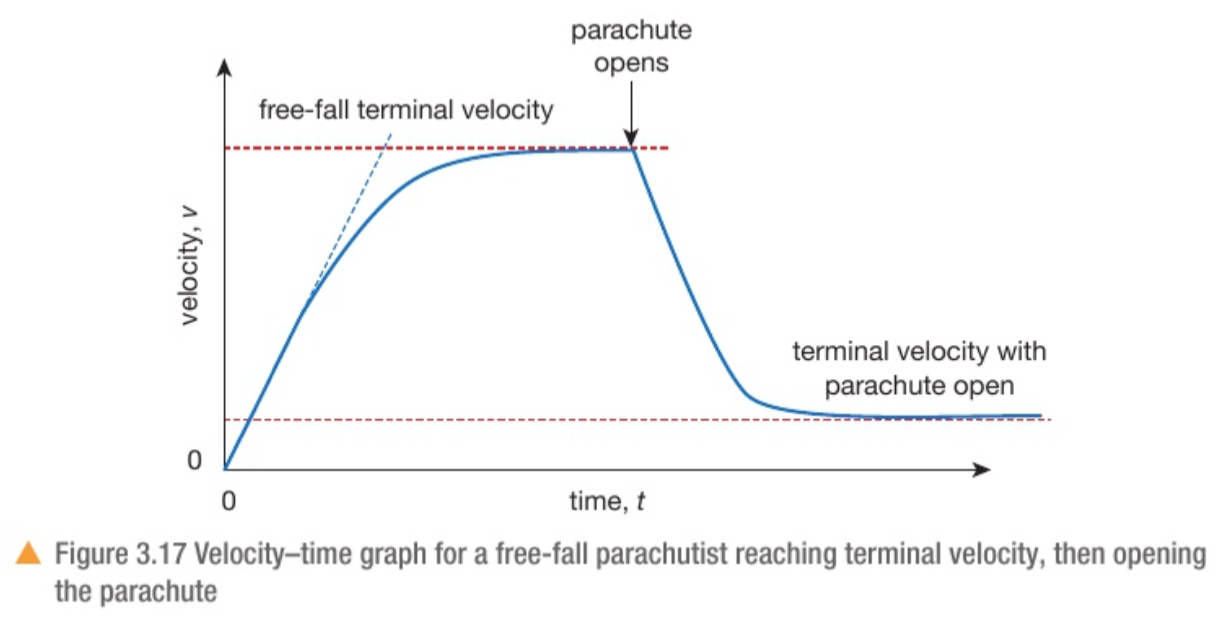 parachute
opens
free-fall terminal velocity
velocity, v
terminal velocity with
parachute open
0
0
time, t
Figure 3.17 Velocity–time graph for a free-fall parachutist reaching terminal velocity, then opening
the parachute